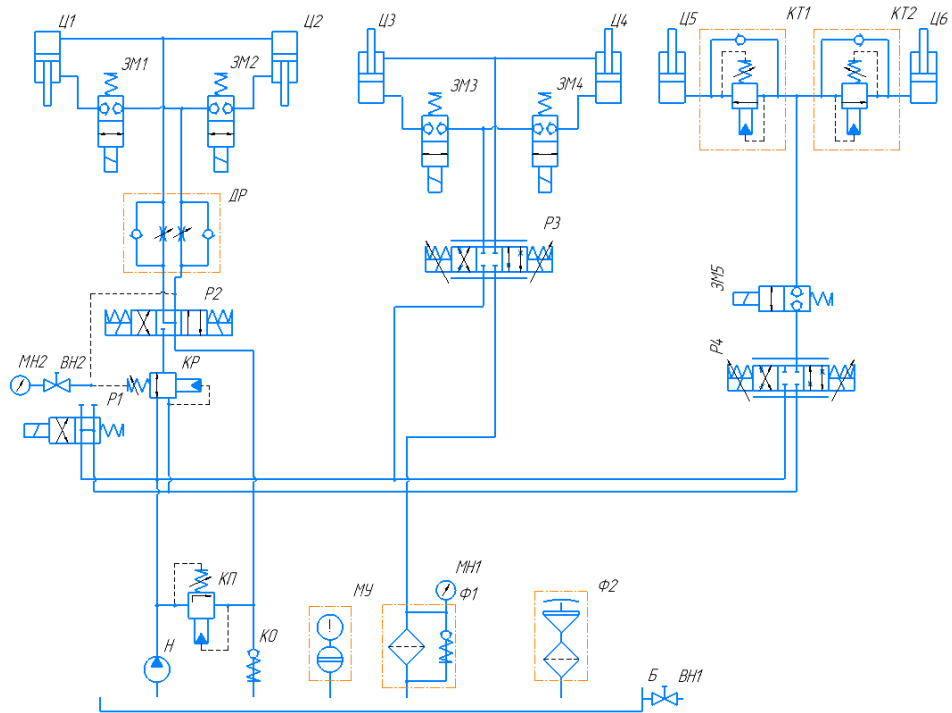 Ц1
Ц2
Ц3
Ц4
Ц5
КТ1
КТ2
Ц6
ЗМ1
ЗМ2
ЗМ3
ЗМ4
ДР
Р3
Р2
ЗМ5
МН2
ВН2
КР
Р4
Р1
КП
МУ
МН1
Ф1
Ф2
Н
КО
!
Б
ВН1